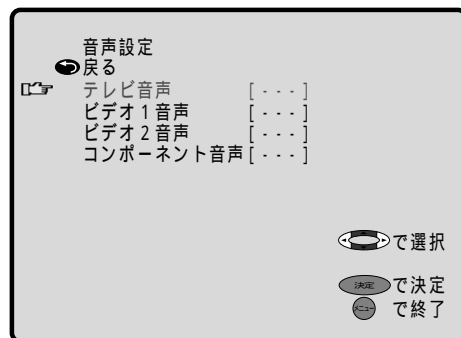 音声設定
戻る
テレビ音声 [ - - - ]
ビデオ1音声 [ - - - ]
ビデオ2音声 [ - - - ]
コンポーネント音声[ - - - ]
で選択
決定 で決定
メニュー で終了